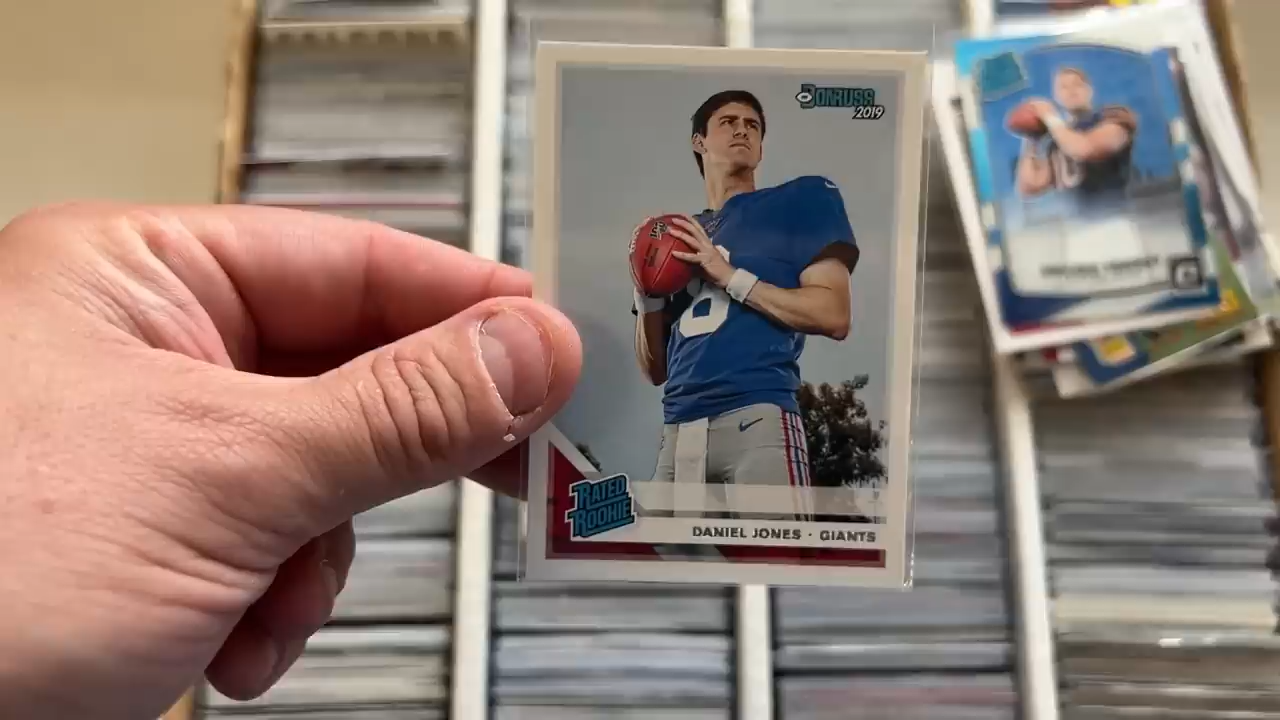 DONRUSS
2019
RATED
ROOKIE
DANIEL JONES · GIANTS